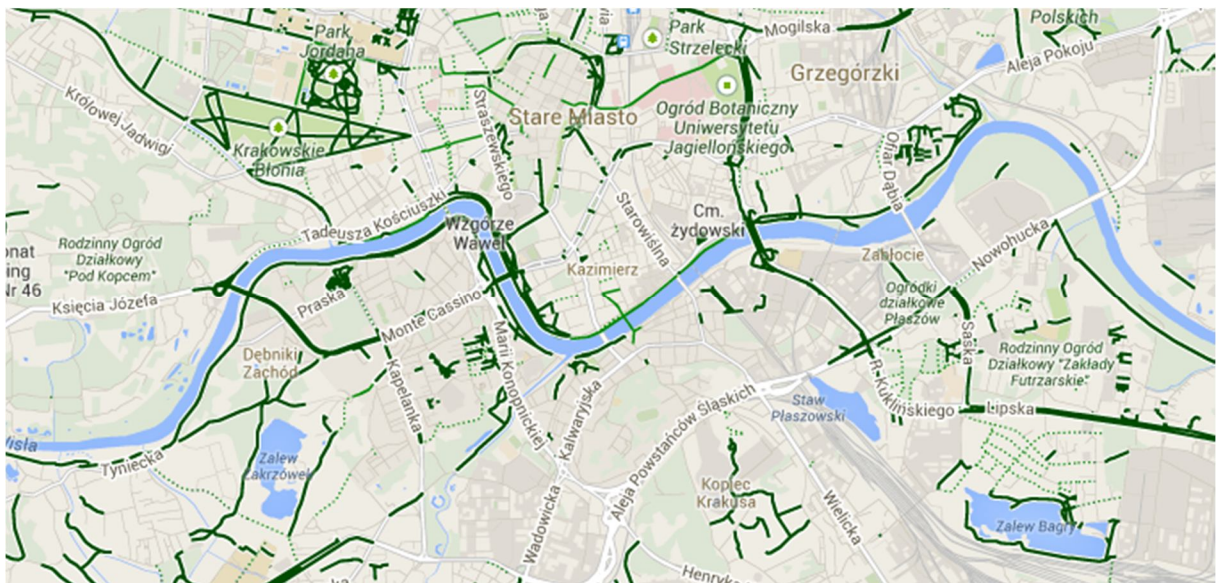 Polskich
Park
Jordana
Park
Strzelecki
Mogilska
Aleja Pokoju
Grzegórzki
Królowej Jadwigi
Straszewskiego
Stare Miasto
Ogród Botaniczny
Uniwersytetu
Jagiellońskiego
Ofiar Dąbia
Krakowskie
Błonia
Tadeusza Kościuszki
Wzgórze
Wawel
Starowiślna
Cm.
żydowski
Rodzinny Ogród
Działkowy
"Pod Kopcem"
Nr 46
Kazimierz
Zabłocie
Nowohucka
Księcia Józefa
Praska
Monte Cassino
Ogródki
działkowe
Płaszów
Saska
Rodzinny Ogród
Działkowy "Zakłady
Futrzarskie"
Dębniki
Zachód
Kapelanka
Marii Konopnickiej
Kalwaryjska
Aleja Powstańców Śląskich
Staw
Płaszowski
R. Kuklińskiego
Lipska
Wisła
Tyniecka
Zalew
Zakrzówek
Wadowicka
Kopiec
Krakusa
Wielicka
Zalew Bagry